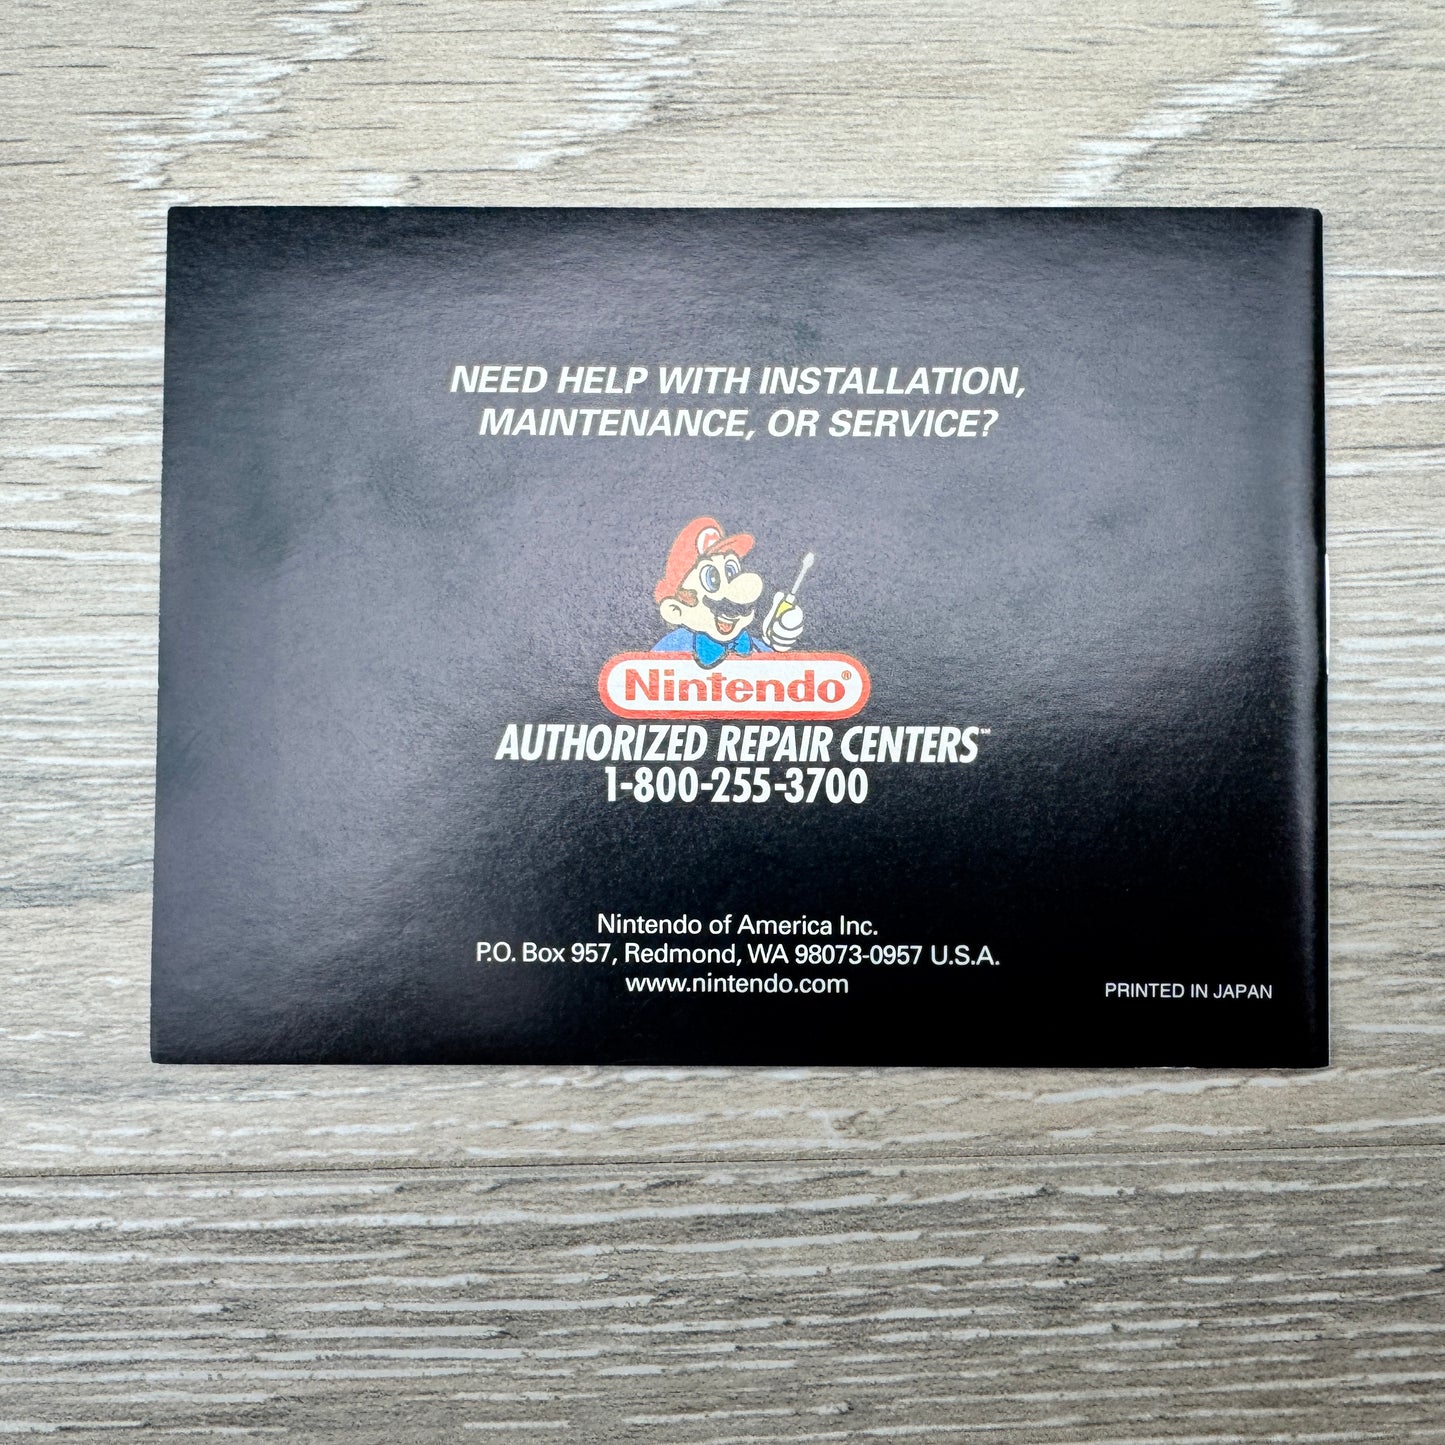 NEED HELP WITH INSTALLATION,
MAINTENANCE, OR SERVICE?
M
Nintendo®
AUTHORIZED REPAIR CENTERS℠
1-800-255-3700
Nintendo of America Inc.
P.O. Box 957, Redmond, WA 98073-0957 U.S.A.
www.nintendo.com
PRINTED IN JAPAN